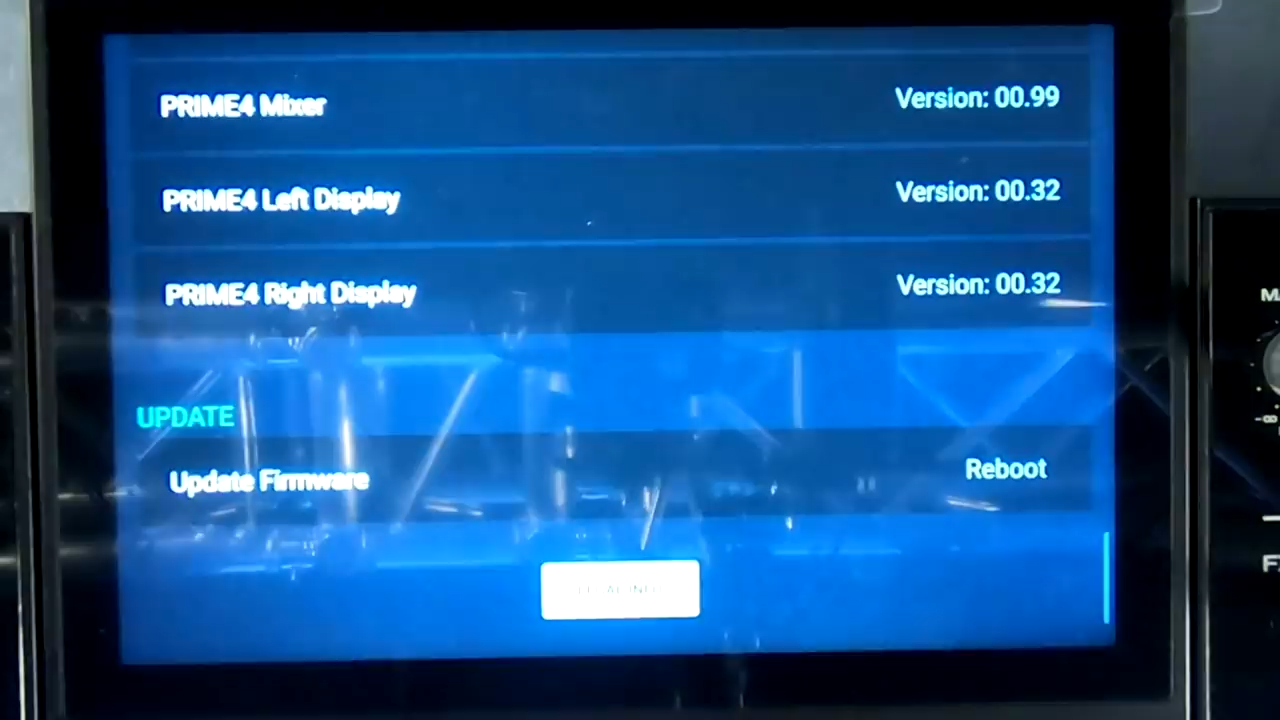 PRIME4 Mixer Version: 00.99
PRIME4 Left Display Version: 00.32
PRIME4 Right Display Version: 00.32
UPDATE
Update Firmware Reboot